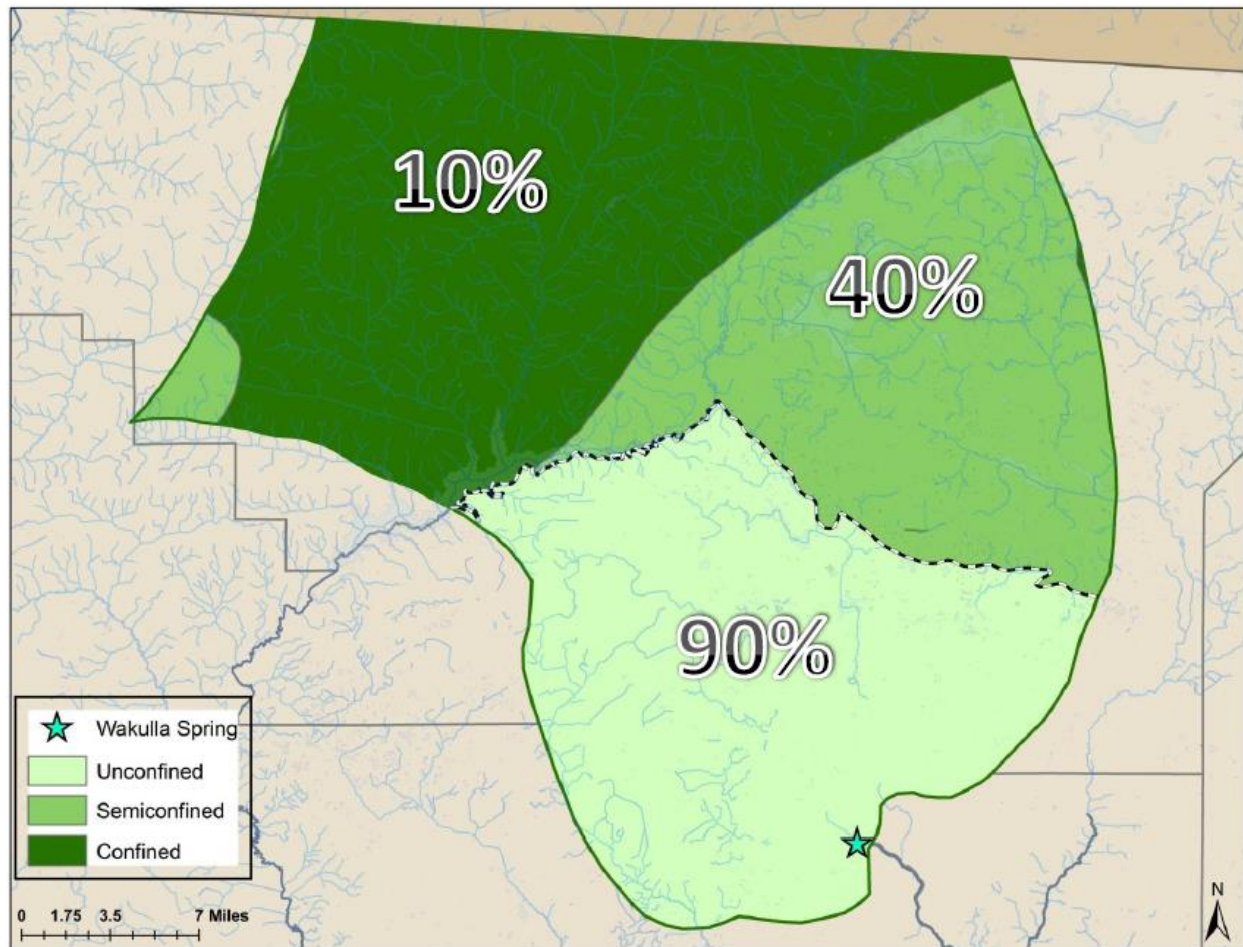 10%
40%
90%
Wakulla Spring
Unconfined
Semiconfined
Confined
0 1.75 3.5 7 Miles
N